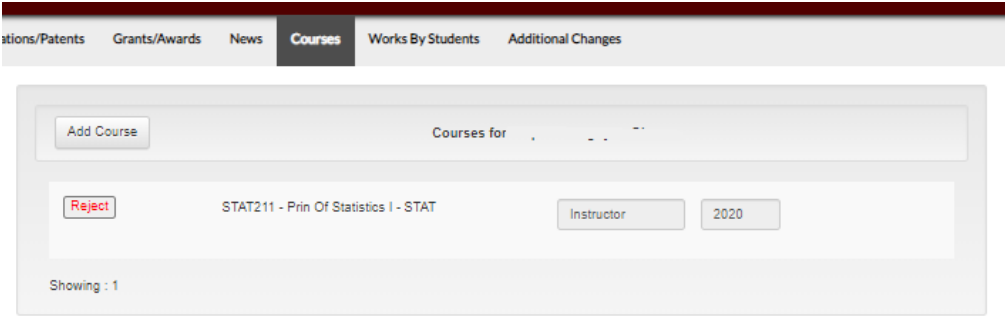 ations/Patents Grants/Awards News Courses Works By Students Additional Changes
Add Course Courses for
Reject STAT211 - Prin Of Statistics I - STAT Instructor 2020
Showing : 1